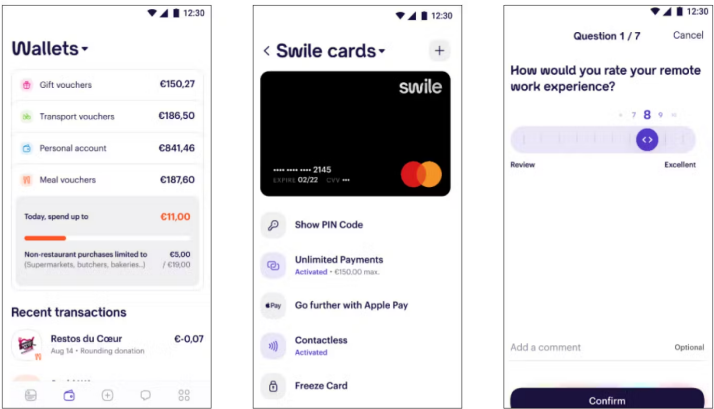 12:30
Wallets
Gift vouchers €150,27
Transport vouchers €186,50
Personal account €841,46
Meal vouchers €187,60
Today, spend up to €11,00
Non-restaurant purchases limited to €5,00
(Supermarkets, butchers, bakeries..) / €19,00
Recent transactions
Restos du Cœur €-0,07
Aug 14 • Rounding donation
12:30
Swile cards
swile
•••• •••• •••• 2145
EXPIRE 02/22 CVV •••
Show PIN Code
Unlimited Payments
Activated • €150.00 max.
Pay Go further with Apple Pay
Contactless
Activated
Freeze Card
12:30
Question 1 / 7 Cancel
How would you rate your remote
work experience?
7 8 9
Review Excellent
Add a comment Optional
Confirm